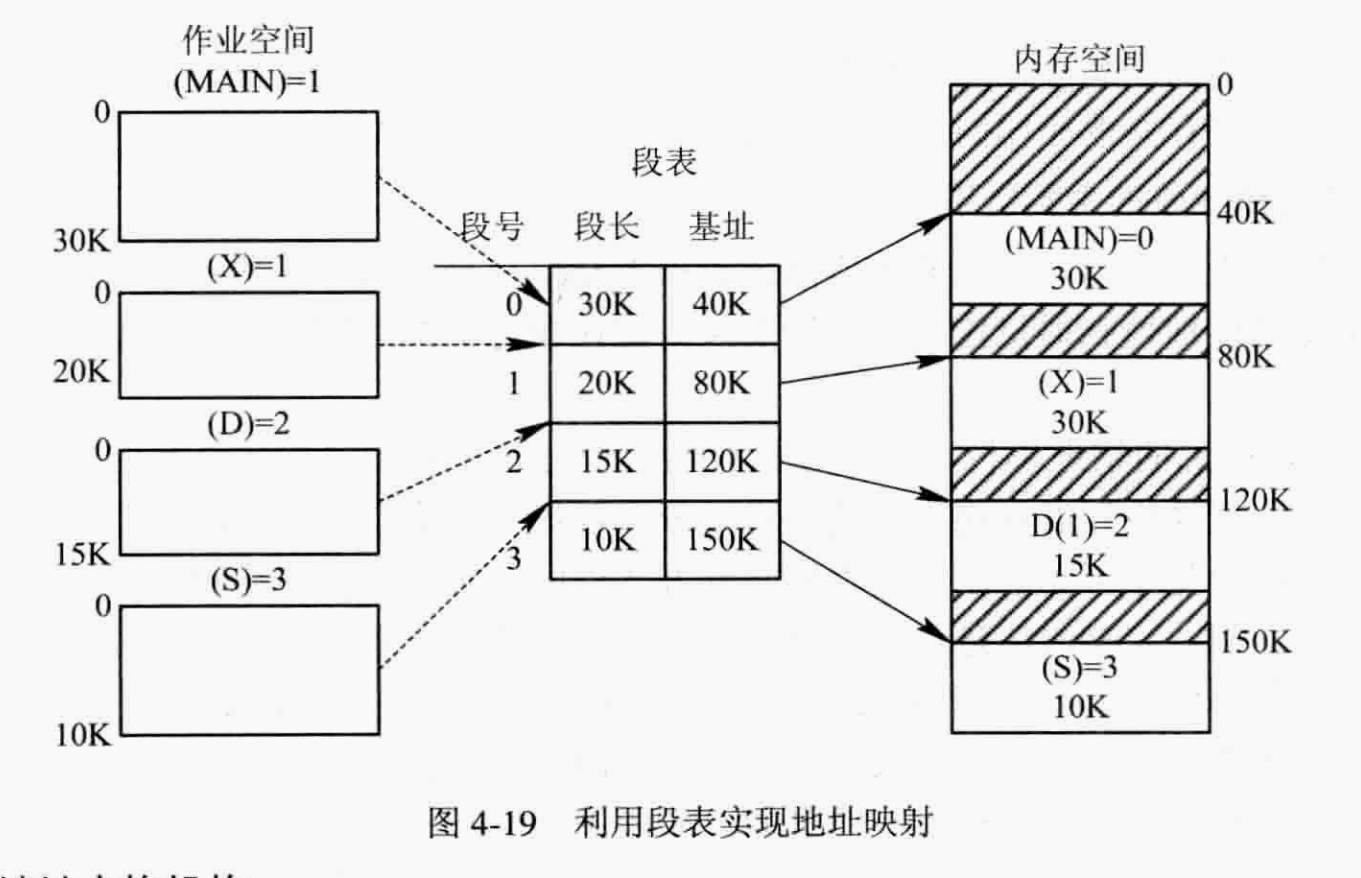 作业空间
(MAIN)=1
0
30K
(X)=1
0
20K
(D)=2
0
15K
(S)=3
0
10K
段表
段号 段长 基址
0 30K 40K
1 20K 80K
2 15K 120K
3 10K 150K
内存空间
0
40K
(MAIN)=0
30K
80K
(X)=1
30K
120K
D(1)=2
15K
150K
(S)=3
10K
图 4-19 利用段表实现地址映射